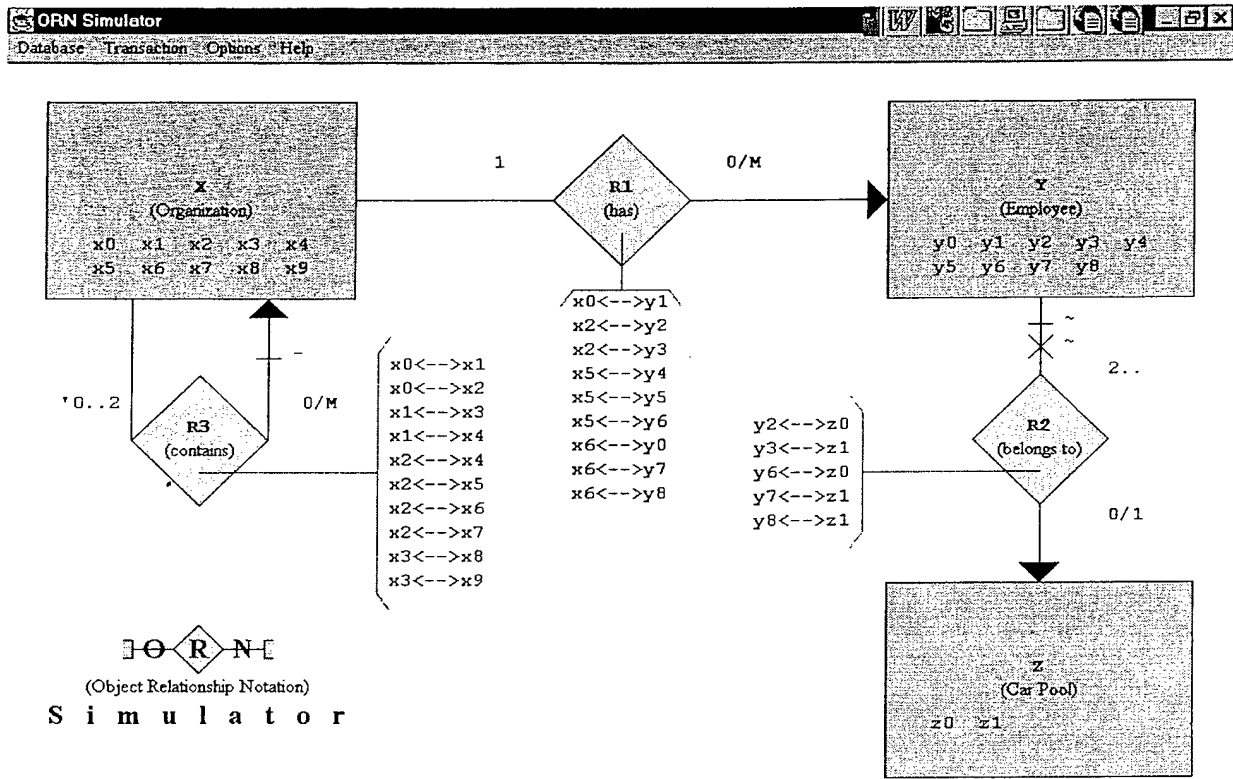 ORN Simulator
Database Transaction Options Help
X
(Organization)
x0 x1 x2 x3 x4
x5 x6 x7 x8 x9
1
R1
(has)
0/M
Y
(Employee)
y0 y1 y2 y3 y4
y5 y6 y7 y8
x0<-->y1
x2<-->y2
x2<-->y3
x5<-->y4
x5<-->y5
x5<-->y6
x6<-->y0
x6<-->y7
x6<-->y8
'0..2
R3
(contains)
0/M
-
x0<-->x1
x0<-->x2
x1<-->x3
x1<-->x4
x2<-->x4
x2<-->x5
x2<-->x6
x2<-->x7
x3<-->x8
x3<-->x9
~
~
2..
R2
(belongs to)
0/1
y2<-->z0
y3<-->z1
y6<-->z0
y7<-->z1
y8<-->z1
Z
(Car Pool)
z0 z1
O R N
(Object Relationship Notation)
S i m u l a t o r